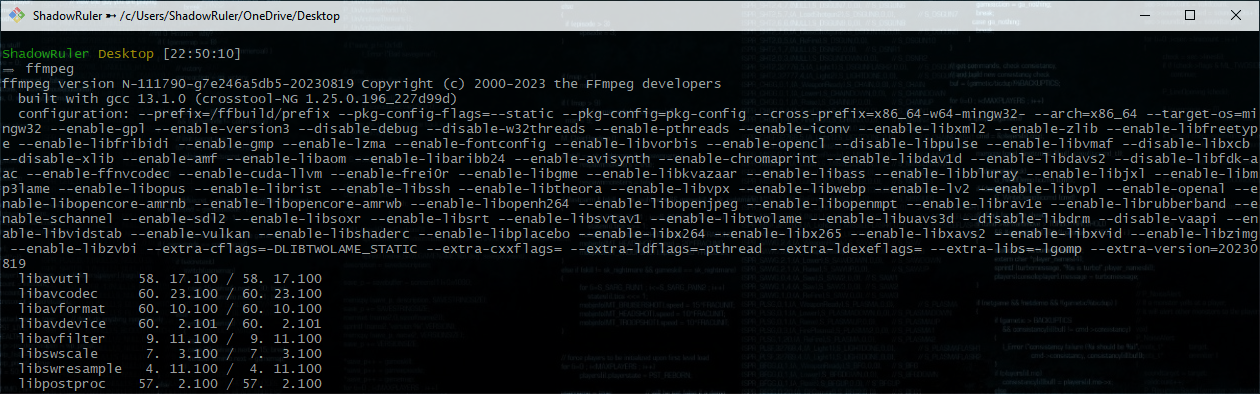 ShadowRuler ➸ /c/Users/ShadowRuler/OneDrive/Desktop
ShadowRuler Desktop [22:50:10]
ffmpeg
ffmpeg version N-111790-g7e246a5db5-20230819 Copyright (c) 2000-2023 the FFmpeg developers
built with gcc 13.1.0 (crosstool-NG 1.25.0.196_227d99d)
configuration: --prefix=/ffbuild/prefix --pkg-config-flags=--static --pkg-config=pkg-config --cross-prefix=x86_64-w64-mingw32- --arch=x86_64 --target-os=mi
ngw32 --enable-gpl --enable-version3 --disable-debug --disable-w32threads --enable-pthreads --enable-iconv --enable-libxml2 --enable-zlib --enable-libfreetyp
e --enable-libfribidi --enable-gmp --enable-lzma --enable-fontconfig --enable-libvorbis --enable-opencl --disable-libpulse --enable-libvmaf --disable-libxcb
--disable-xlib --enable-amf --enable-libaom --enable-libaribb24 --enable-avisynth --enable-chromaprint --enable-libdav1d --enable-libdavs2 --disable-libfdk-a
ac --enable-ffnvcodec --enable-cuda-llvm --enable-frei0r --enable-libgme --enable-libkvazaar --enable-libass --enable-libbluray --enable-libjxl --enable-libm
p3lame --enable-libopus --enable-librist --enable-libssh --enable-libtheora --enable-libvpx --enable-libwebp --enable-lv2 --enable-libvpl --enable-openal --e
nable-libopencore-amrnb --enable-libopencore-amrwb --enable-libopenh264 --enable-libopenjpeg --enable-libopenmpt --enable-librav1e --enable-librubberband --e
nable-schannel --enable-sdl2 --enable-libsoxr --enable-libsrt --enable-libsvtav1 --enable-libtwolame --enable-libuavs3d --disable-libdrm --disable-vaapi --en
able-libvidstab --enable-vulkan --enable-libshaderc --enable-libplacebo --enable-libx264 --enable-libx265 --enable-libxavs2 --enable-libxvid --enable-libzimg
--enable-libzvbi --extra-cflags=-DLIBTWOLAME_STATIC --extra-cxxflags= --extra-ldflags=-pthread --extra-ldexeflags= --extra-libs=-lgomp --extra-version=20230
819
libavutil 58. 17.100 / 58. 17.100
libavcodec 60. 23.100 / 60. 23.100
libavformat 60. 10.100 / 60. 10.100
libavdevice 60. 2.101 / 60. 2.101
libavfilter 9. 11.100 / 9. 11.100
libswscale 7. 3.100 / 7. 3.100
libswresample 4. 11.100 / 4. 11.100
libpostproc 57. 2.100 / 57. 2.100